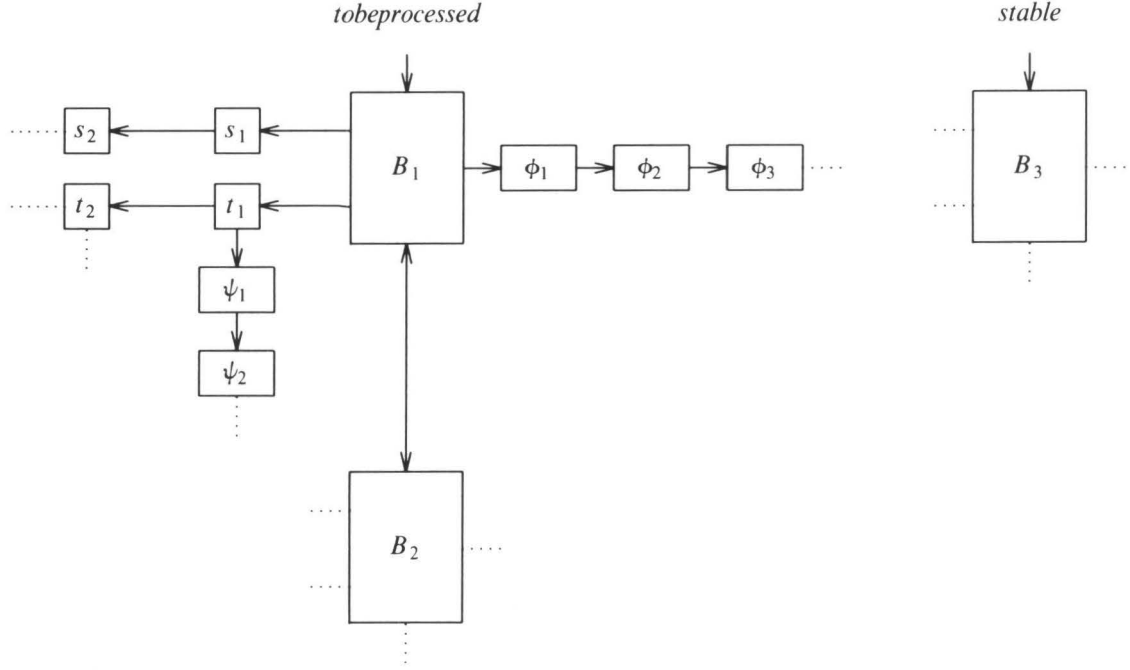 tobeprocessed stable
s₂ s₁ B₁ ϕ₁ ϕ₂ ϕ₃ B₃
t₂ t₁
ψ₁
ψ₂
B₂